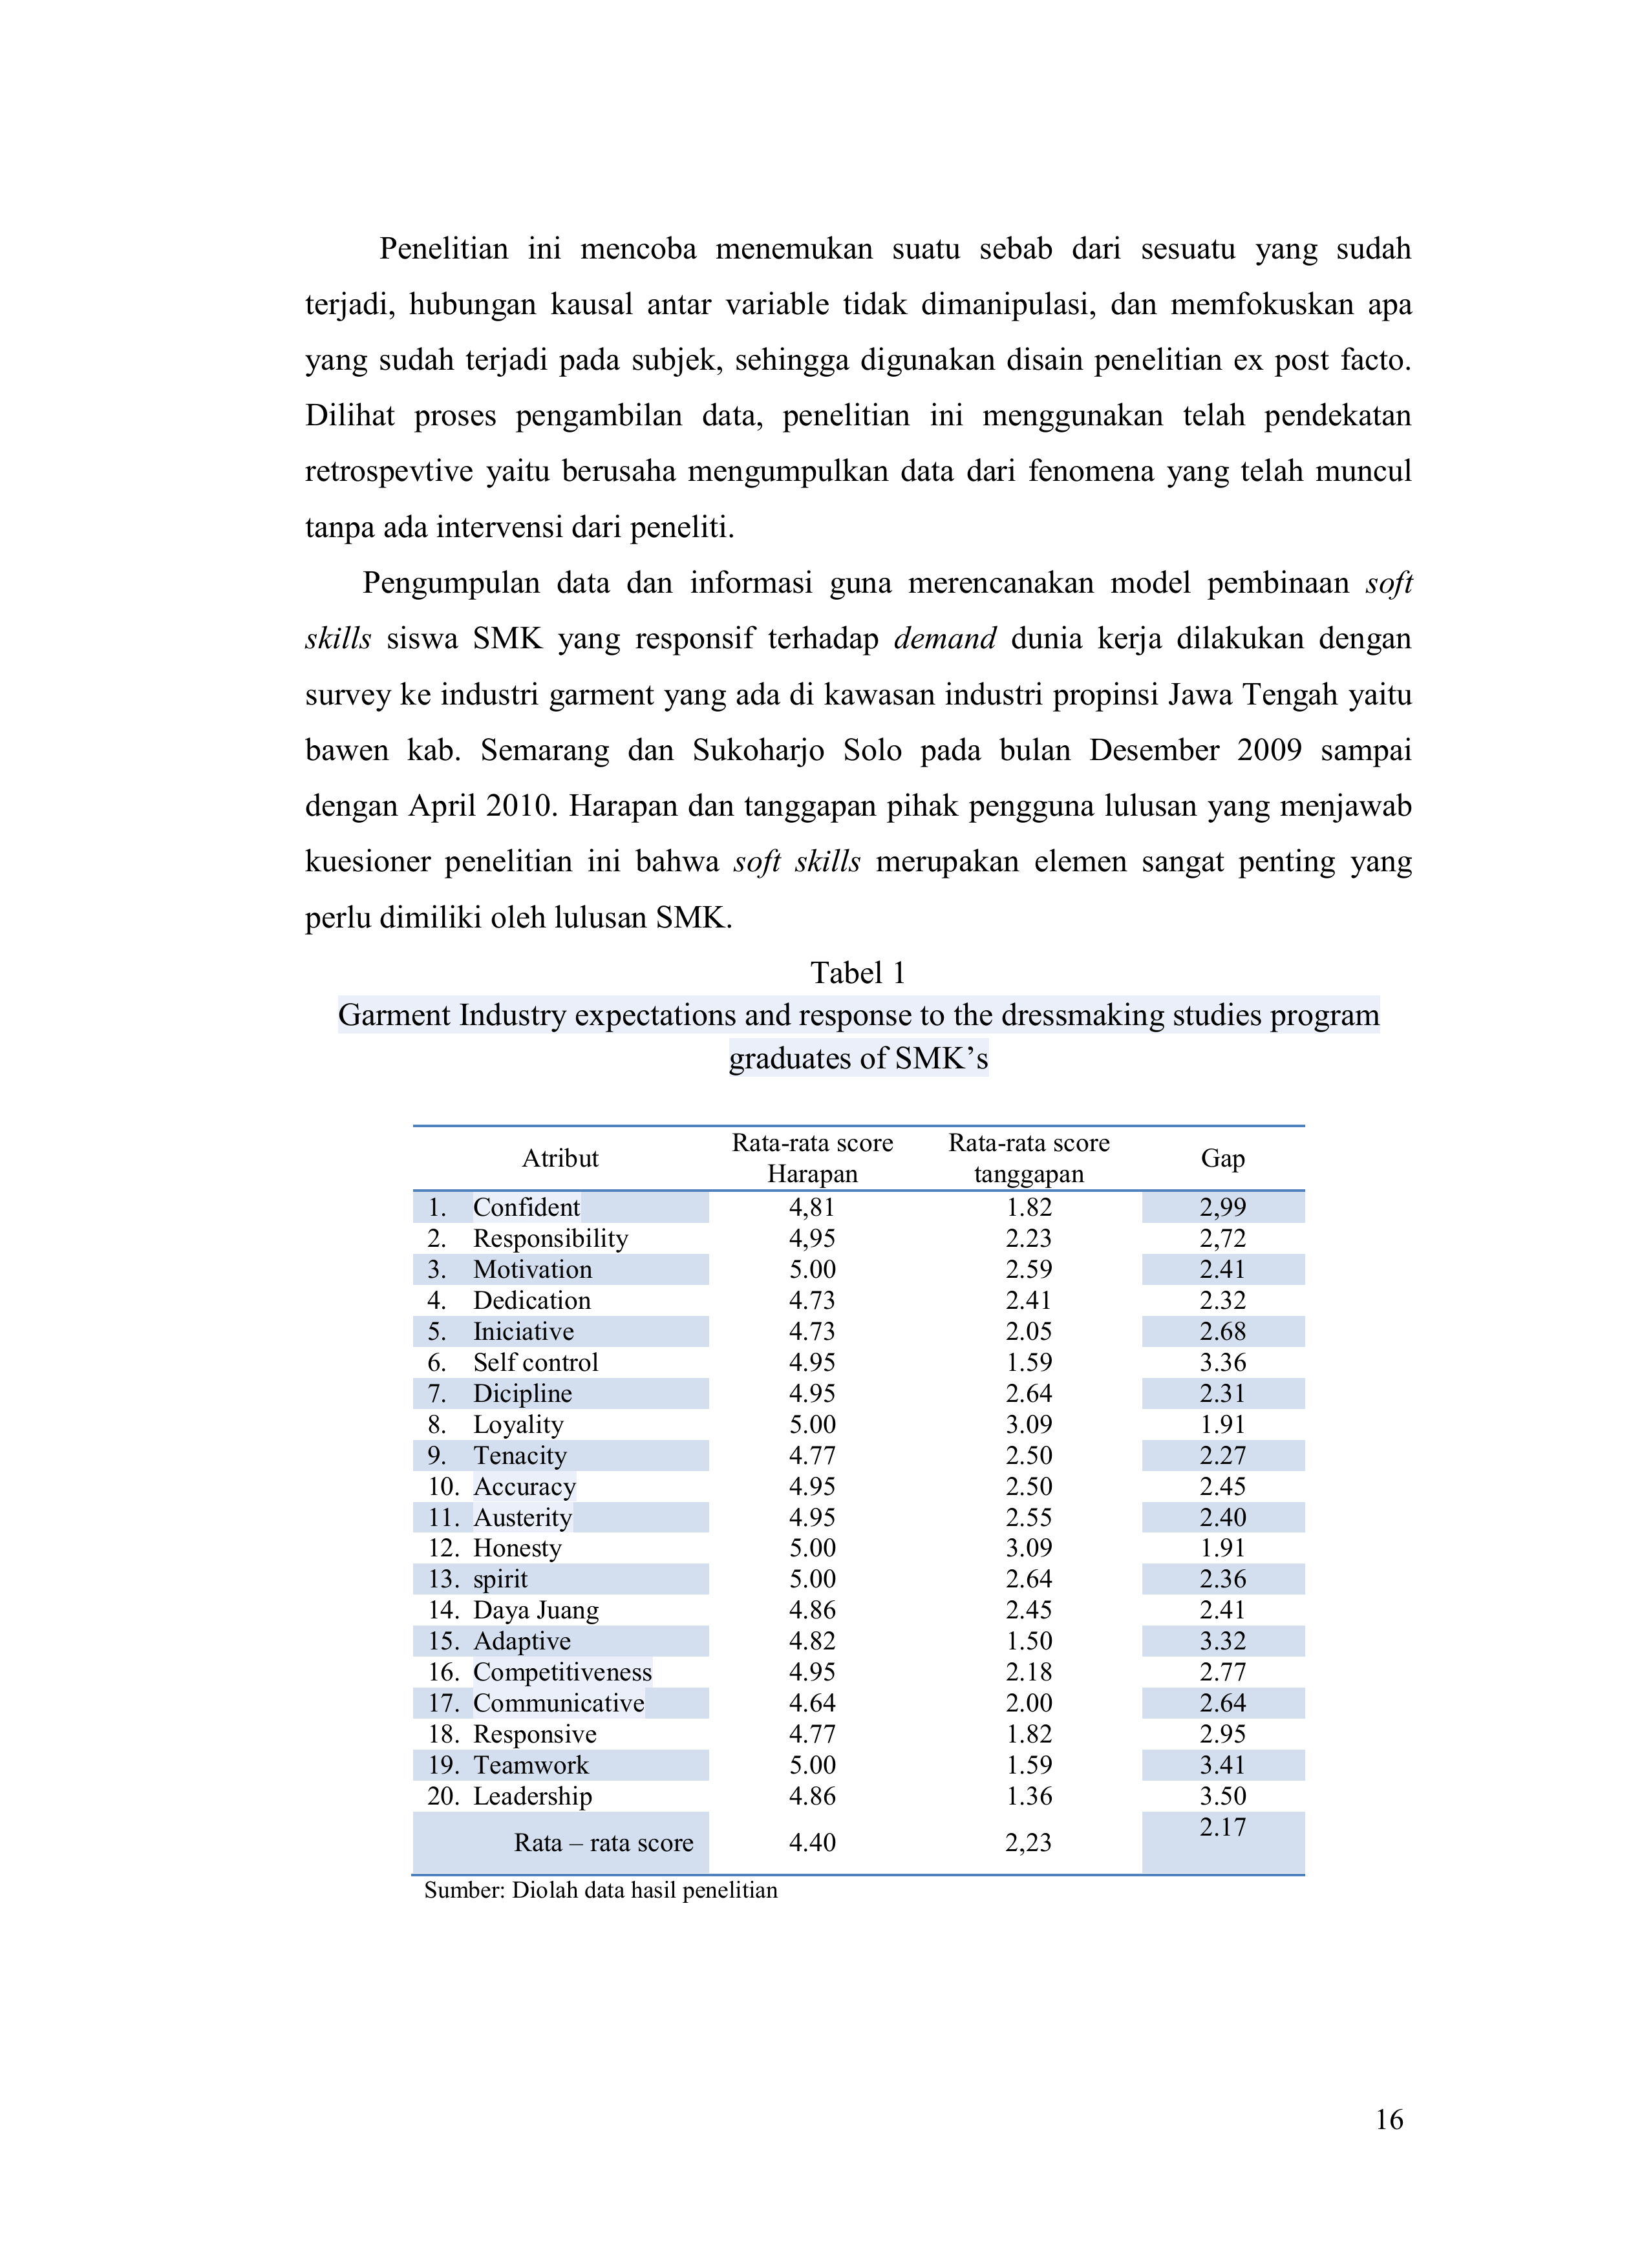 Penelitian ini mencoba menemukan suatu sebab dari sesuatu yang sudah
terjadi, hubungan kausal antar variable tidak dimanipulasi, dan memfokuskan apa
yang sudah terjadi pada subjek, sehingga digunakan disain penelitian ex post facto.
Dilihat proses pengambilan data, penelitian ini menggunakan telah pendekatan
retrospevtive yaitu berusaha mengumpulkan data dari fenomena yang telah muncul
tanpa ada intervensi dari peneliti.
Pengumpulan data dan informasi guna merencanakan model pembinaan soft
skills siswa SMK yang responsif terhadap demand dunia kerja dilakukan dengan
survey ke industri garment yang ada di kawasan industri propinsi Jawa Tengah yaitu
bawen kab. Semarang dan Sukoharjo Solo pada bulan Desember 2009 sampai
dengan April 2010. Harapan dan tanggapan pihak pengguna lulusan yang menjawab
kuesioner penelitian ini bahwa soft skills merupakan elemen sangat penting yang
perlu dimiliki oleh lulusan SMK.
Tabel 1
Garment Industry expectations and response to the dressmaking studies program
graduates of SMK’s
Atribut Rata-rata score Harapan Rata-rata score tanggapan Gap
1. Confident 4,81 1.82 2,99
2. Responsibility 4,95 2.23 2,72
3. Motivation 5.00 2.59 2.41
4. Dedication 4.73 2.41 2.32
5. Iniciative 4.73 2.05 2.68
6. Self control 4.95 1.59 3.36
7. Dicipline 4.95 2.64 2.31
8. Loyality 5.00 3.09 1.91
9. Tenacity 4.77 2.50 2.27
10. Accuracy 4.95 2.50 2.45
11. Austerity 4.95 2.55 2.40
12. Honesty 5.00 3.09 1.91
13. spirit 5.00 2.64 2.36
14. Daya Juang 4.86 2.45 2.41
15. Adaptive 4.82 1.50 3.32
16. Competitiveness 4.95 2.18 2.77
17. Communicative 4.64 2.00 2.64
18. Responsive 4.77 1.82 2.95
19. Teamwork 5.00 1.59 3.41
20. Leadership 4.86 1.36 3.50
Rata – rata score 4.40 2,23 2.17
Sumber: Diolah data hasil penelitian
16